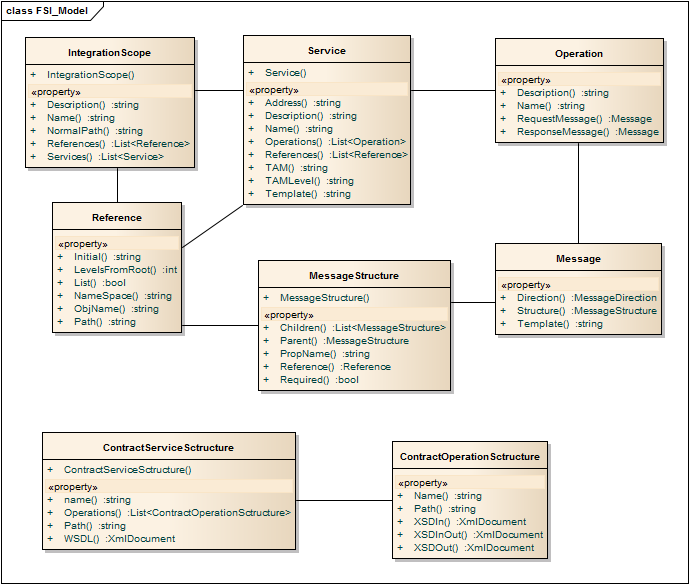 class FSI_Model
IntegrationScope
+ IntegrationScope()
«property»
+ Description() :string
+ Name() :string
+ NormalPath() :string
+ References() :List<Reference>
+ Services() :List<Service>
Service
+ Service()
«property»
+ Address() :string
+ Description() :string
+ Name() :string
+ Operations() :List<Operation>
+ References() :List<Reference>
+ TAM() :string
+ TAMLevel() :string
+ Template() :string
Operation
«property»
+ Description() :string
+ Name() :string
+ RequestMessage() :Message
+ ResponseMessage() :Message
Reference
«property»
+ Initial() :string
+ LevelsFromRoot() :int
+ List() :bool
+ NameSpace() :string
+ ObjName() :string
+ Path() :string
MessageStructure
+ MessageStructure()
«property»
+ Children() :List<MessageStructure>
+ Parent() :MessageStructure
+ PropName() :string
+ Reference() :Reference
+ Required() :bool
Message
«property»
+ Direction() :MessageDirection
+ Structure() :MessageStructure
+ Template() :string
ContractServiceSctructure
+ ContractServiceSctructure()
«property»
+ name() :string
+ Operations() :List<ContractOperationSctructure>
+ Path() :string
+ WSDL() :XmlDocument
ContractOperationSctructure
«property»
+ Name() :string
+ Path() :string
+ XSDIn() :XmlDocument
+ XSDInOut() :XmlDocument
+ XSDOut() :XmlDocument